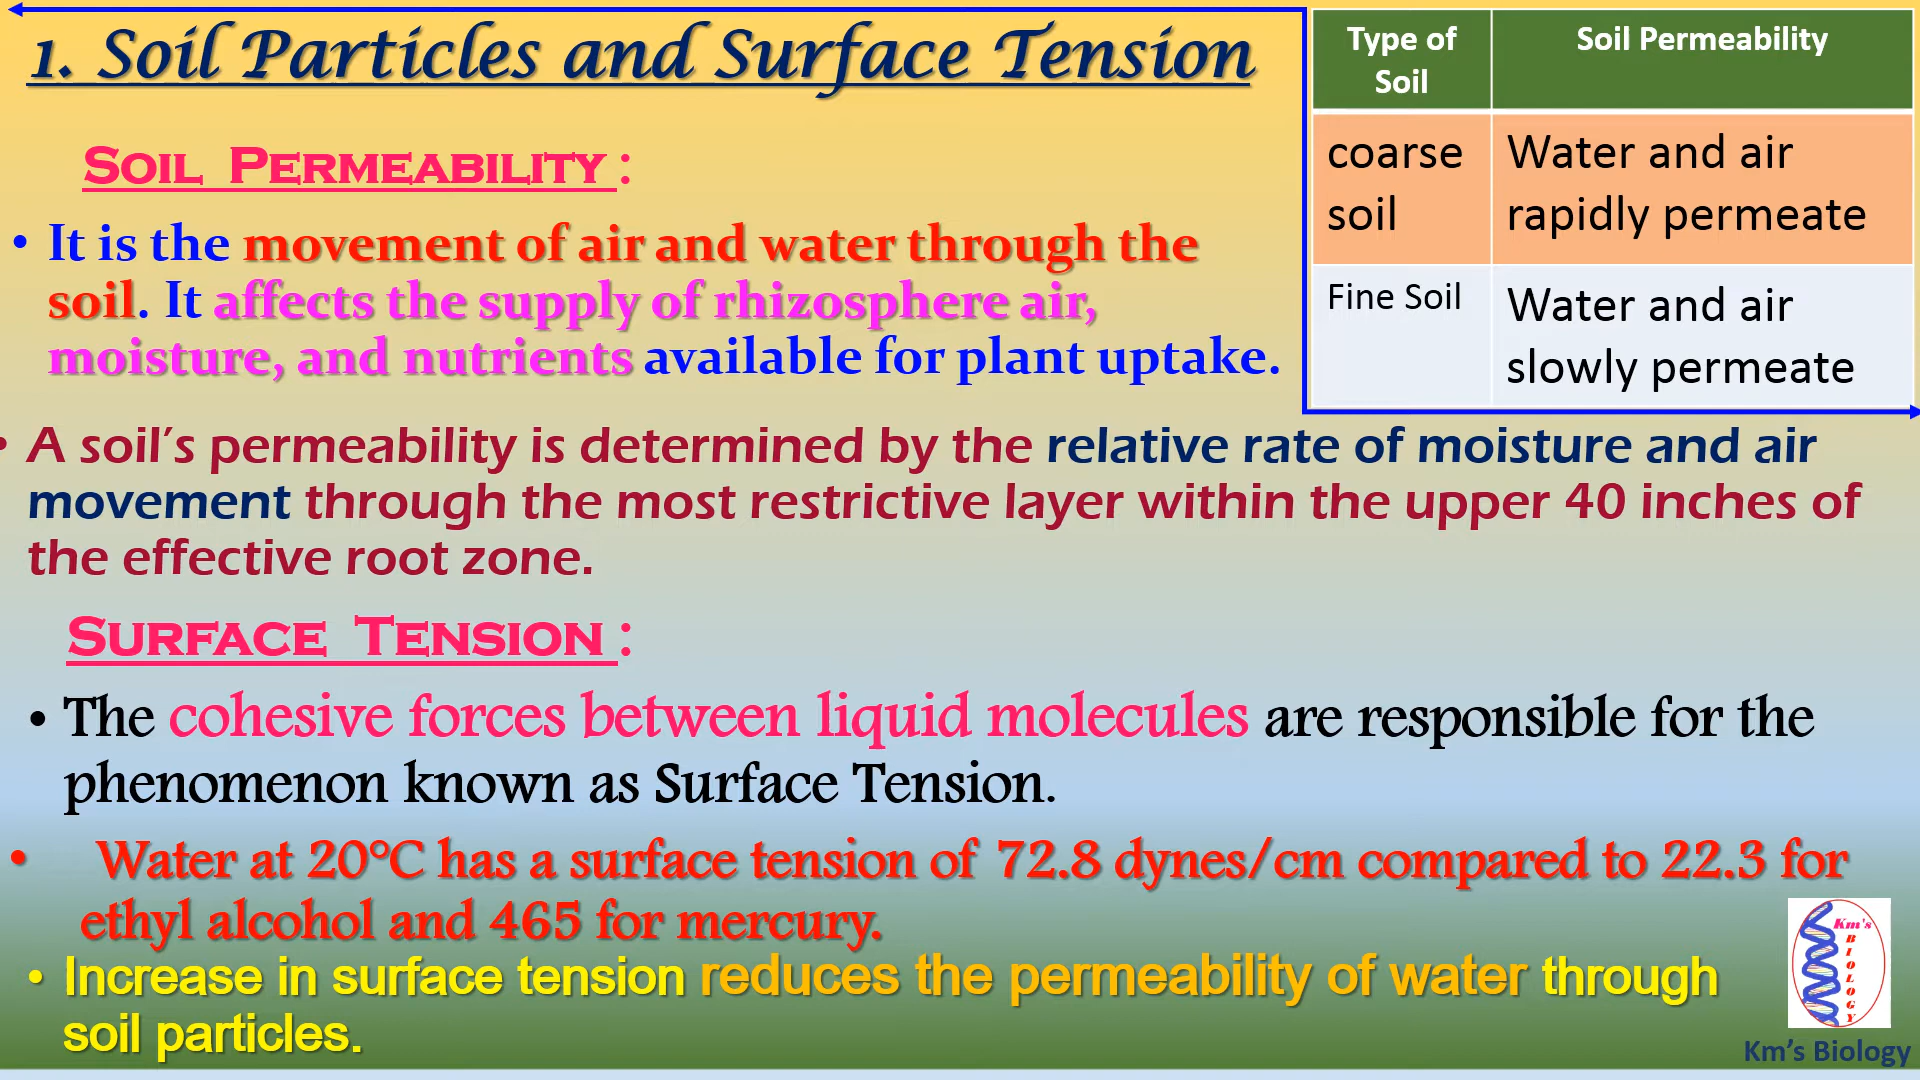 1. Soil Particles and Surface Tension
Type of
Soil
Soil Permeability
coarse
soil
Water and air
rapidly permeate
Fine Soil
Water and air
slowly permeate
SOIL PERMEABILITY :
• It is the movement of air and water through the
soil. It affects the supply of rhizosphere air,
moisture, and nutrients available for plant uptake.
• A soil's permeability is determined by the relative rate of moisture and air
movement through the most restrictive layer within the upper 40 inches of
the effective root zone.
SURFACE TENSION :
• The cohesive forces between liquid molecules are responsible for the
phenomenon known as Surface Tension.
• Water at 20°C has a surface tension of 72.8 dynes/cm compared to 22.3 for
ethyl alcohol and 465 for mercury.
• Increase in surface tension reduces the permeability of water through
soil particles.
Km's
BIOLOGY
Km's Biology